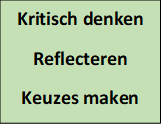 Kritisch denken
Reflecteren
Keuzes maken